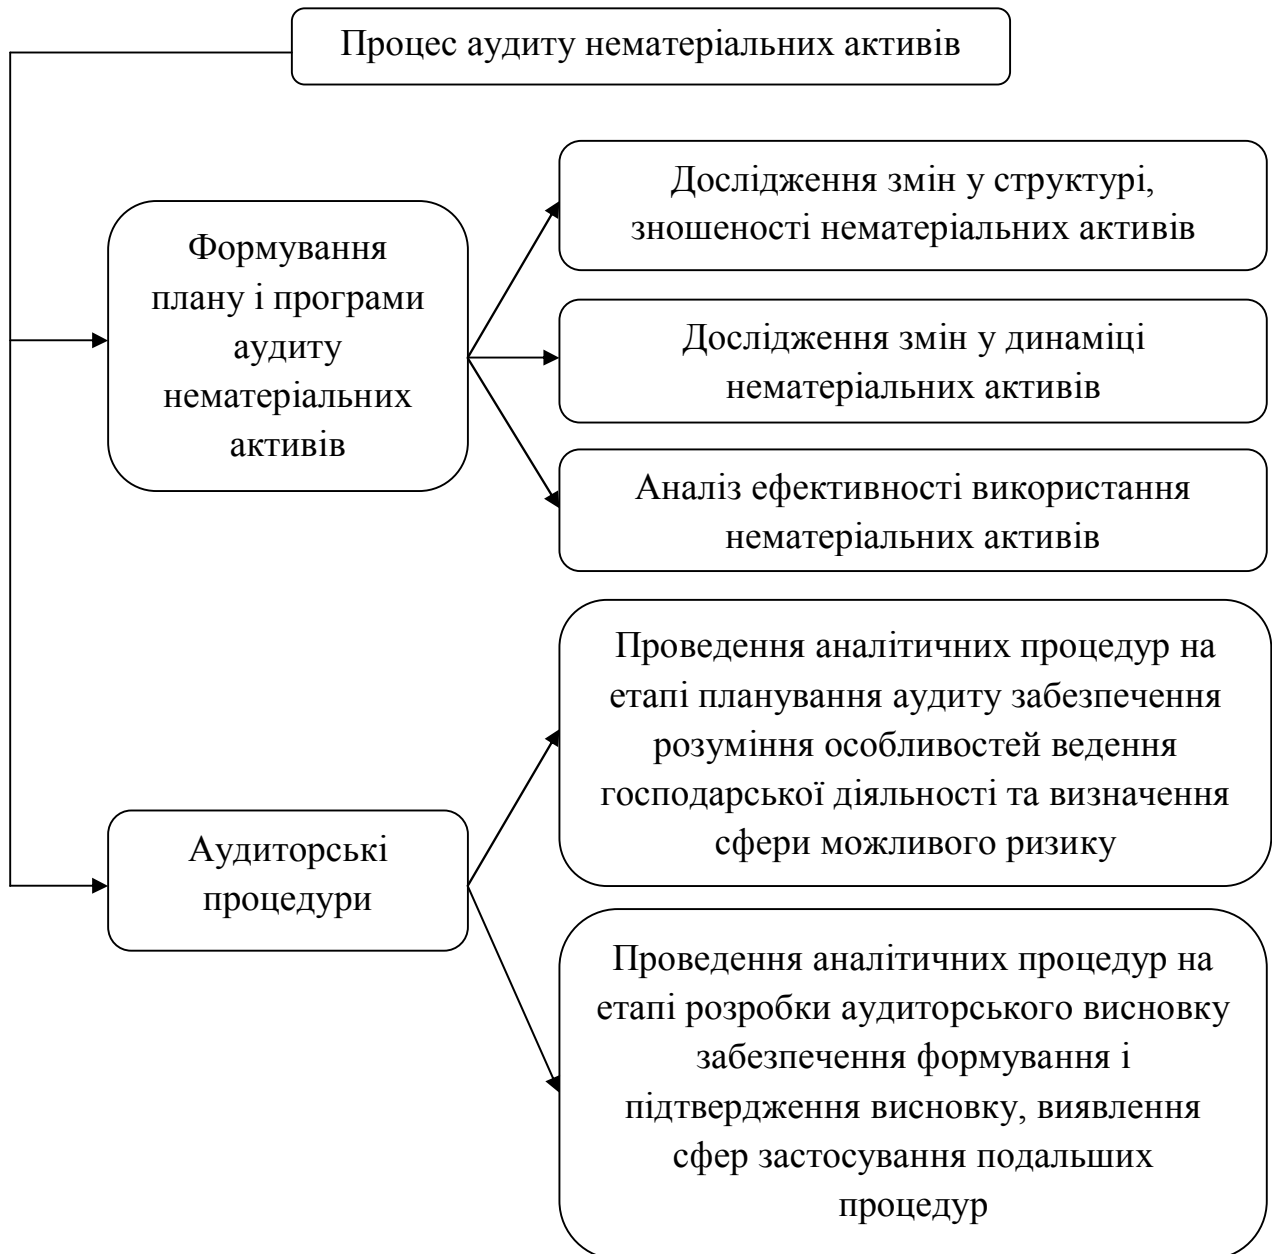 Процес аудиту нематеріальних активів
Формування
плану і програми
аудиту
нематеріальних
активів
Дослідження змін у структурі,
зношеності нематеріальних активів
Дослідження змін у динаміці
нематеріальних активів
Аналіз ефективності використання
нематеріальних активів
Аудиторські
процедури
Проведення аналітичних процедур на
етапі планування аудиту забезпечення
розуміння особливостей ведення
господарської діяльності та визначення
сфери можливого ризику
Проведення аналітичних процедур на
етапі розробки аудиторського висновку
забезпечення формування і
підтвердження висновку, виявлення
сфер застосування подальших
процедур